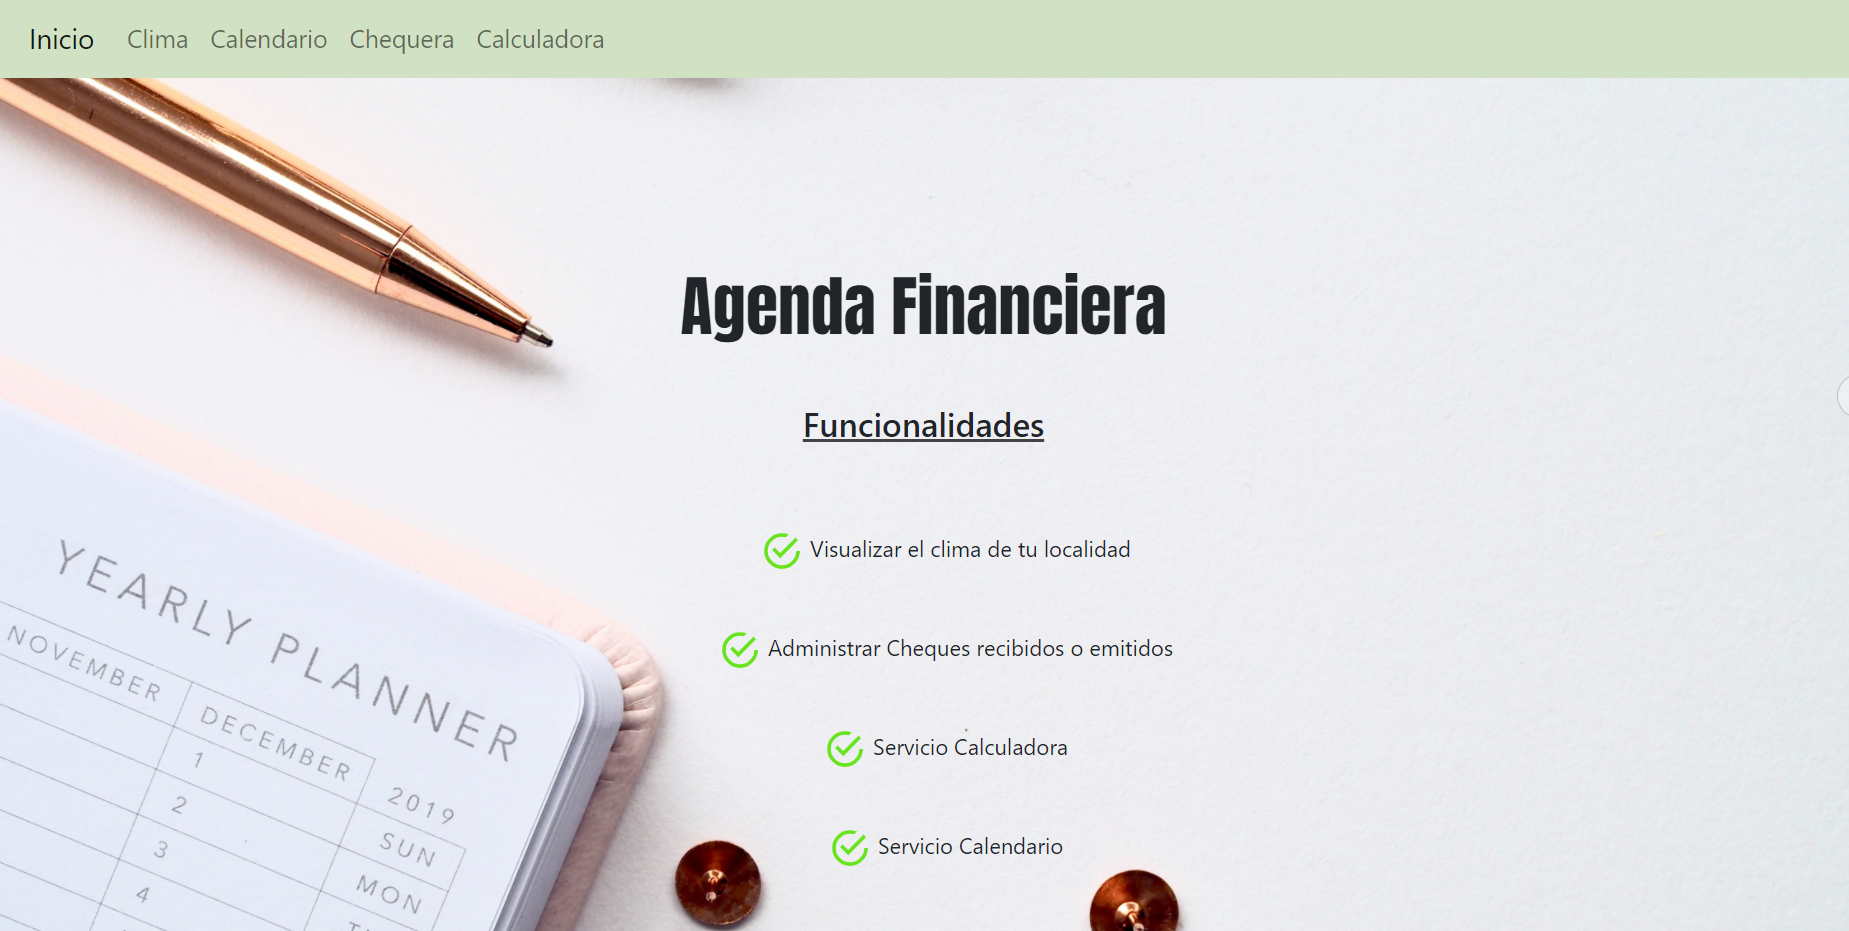 Inicio Clima Calendario Chequera Calculadora
Agenda Financiera
Funcionalidades
Visualizar el clima de tu localidad
Administrar Cheques recibidos o emitidos
Servicio Calculadora
Servicio Calendario
YEARLY PLANNER
NOVEMBER DECEMBER 2019
1 SUN
2 MON
3
4